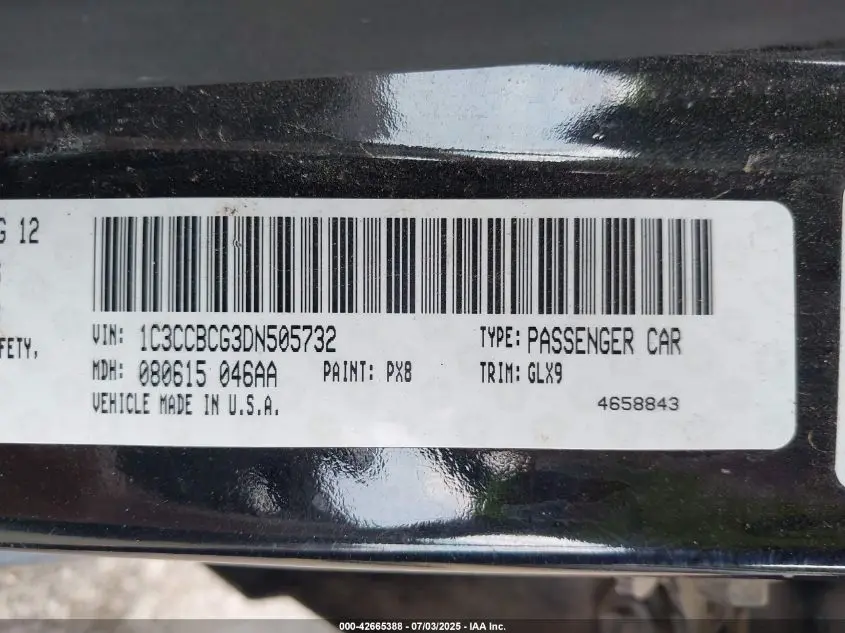 G 12
FETY,
VIN: 1C3CCBCG3DN505732
TYPE: PASSENGER CAR
MDH: 080615 046AA
PAINT: PX8
TRIM: GLX9
VEHICLE MADE IN U.S.A.
4658843
000-42665388 - 07/03/2025 - IAA Inc.